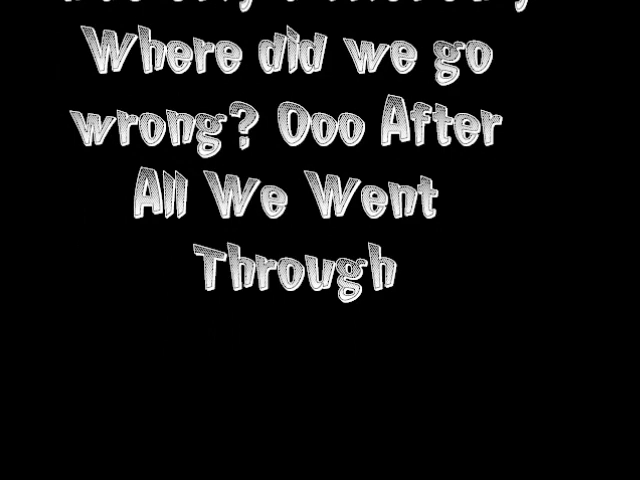 Where did we go
wrong? Ooo After
All We Went
Through